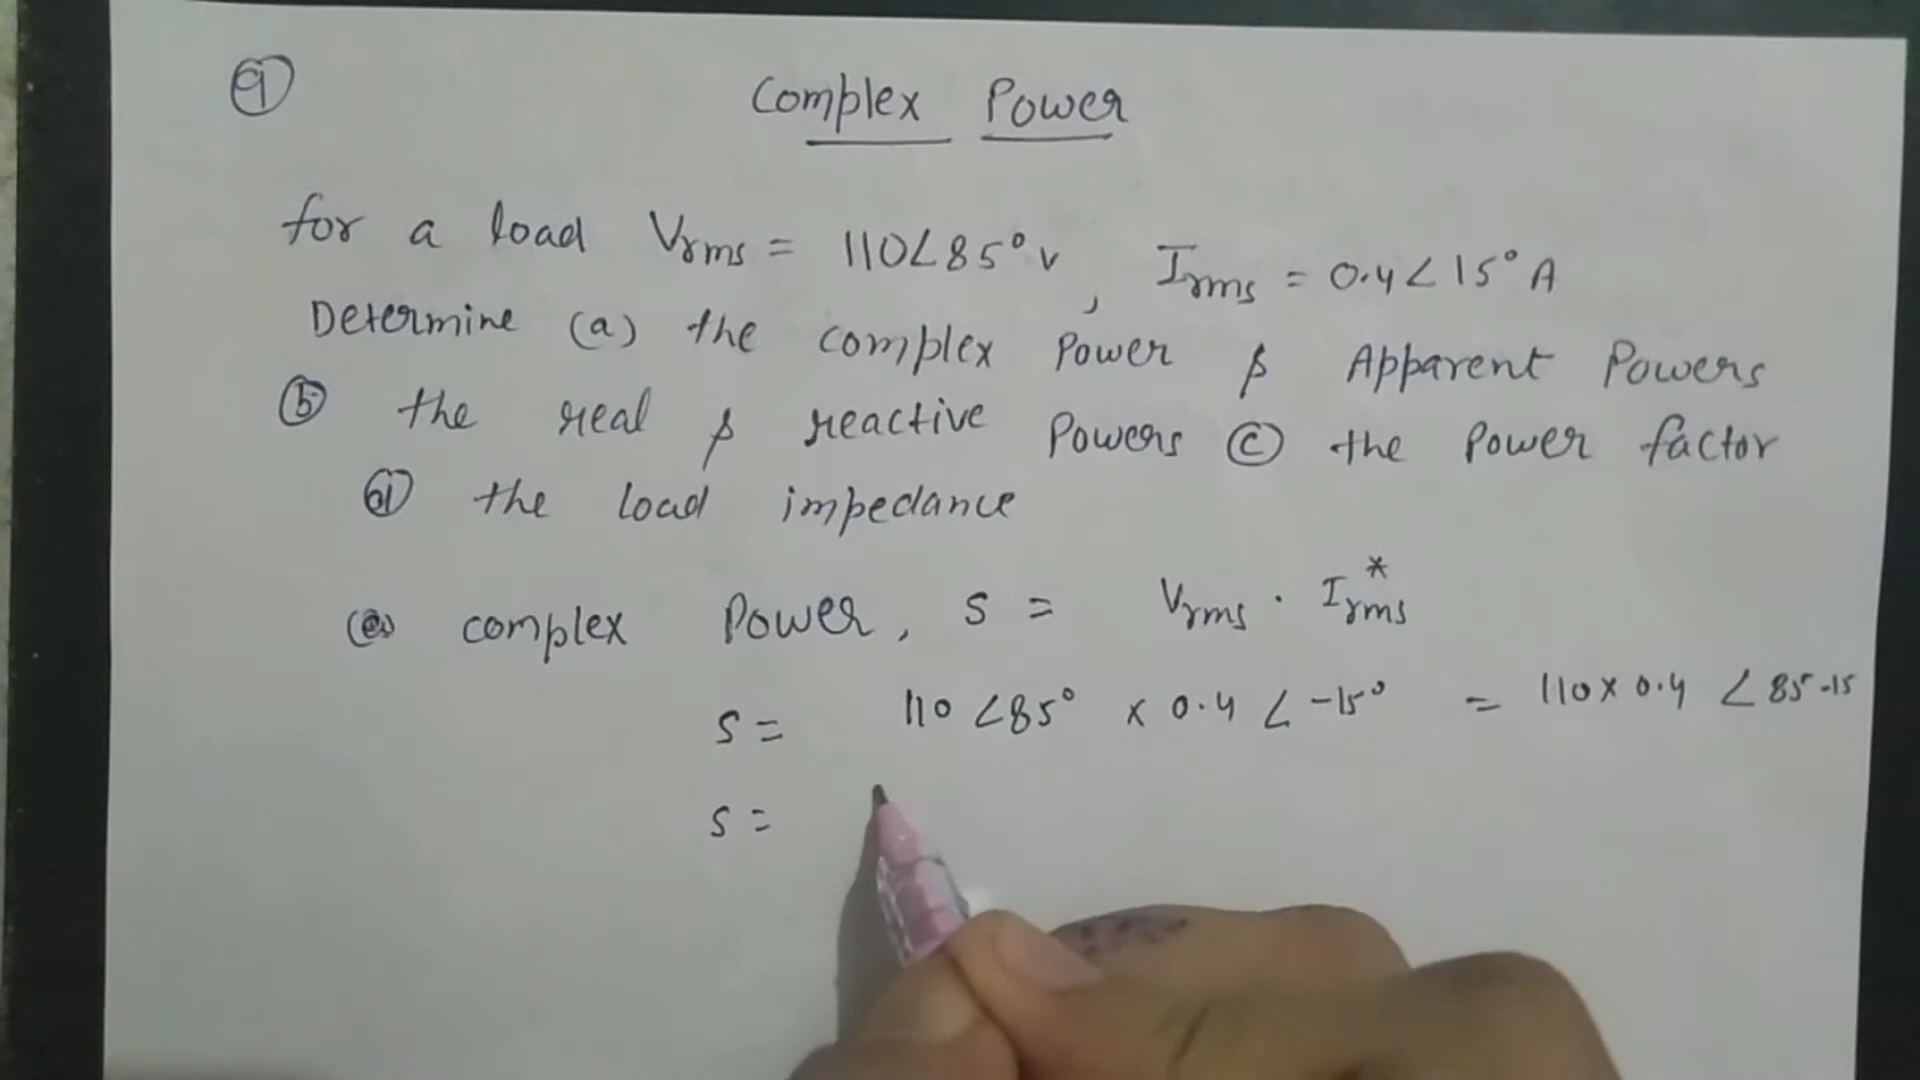 9 Complex Power
for a load Vrms = 110∠85° v, Irms = 0.4∠15° A
Determine (a) the complex power & Apparent Powers
(b) the real & reactive Powers (c) the Power factor
(d) the load impedance
(a) complex Power, S = Vrms · Irms*
S = 110 ∠85° x 0.4 ∠-15° = 110 x 0.4 ∠85-15
S =